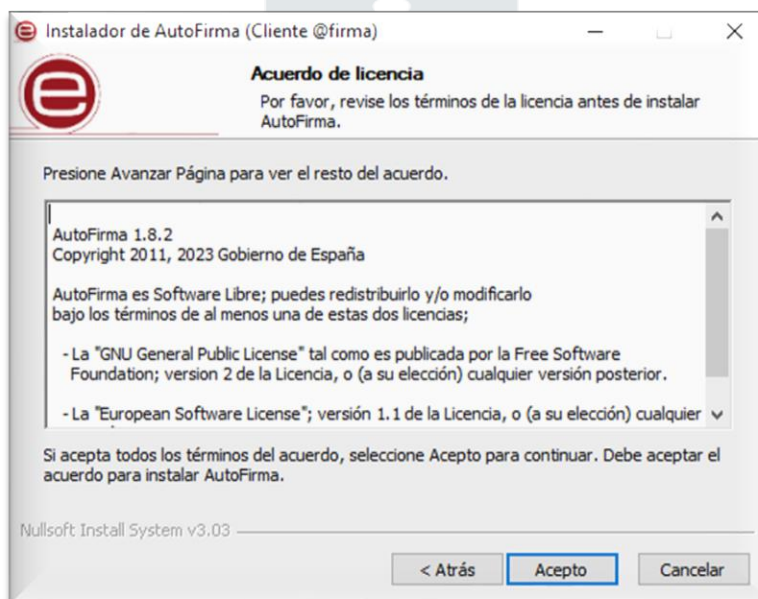 Instalador de AutoFirma (Cliente @firma)
Acuerdo de licencia
Por favor, revise los términos de la licencia antes de instalar
AutoFirma.
Presione Avanzar Página para ver el resto del acuerdo.
AutoFirma 1.8.2
Copyright 2011, 2023 Gobierno de España
AutoFirma es Software Libre; puedes redistribuirlo y/o modificarlo
bajo los términos de al menos una de estas dos licencias;
- La "GNU General Public License" tal como es publicada por la Free Software
Foundation; version 2 de la Licencia, o (a su elección) cualquier versión posterior.
- La "European Software License"; versión 1.1 de la Licencia, o (a su elección) cualquier
Si acepta todos los términos del acuerdo, seleccione Acepto para continuar. Debe aceptar el
acuerdo para instalar AutoFirma.
Nullsoft Install System v3.03
< Atrás
Acepto
Cancelar